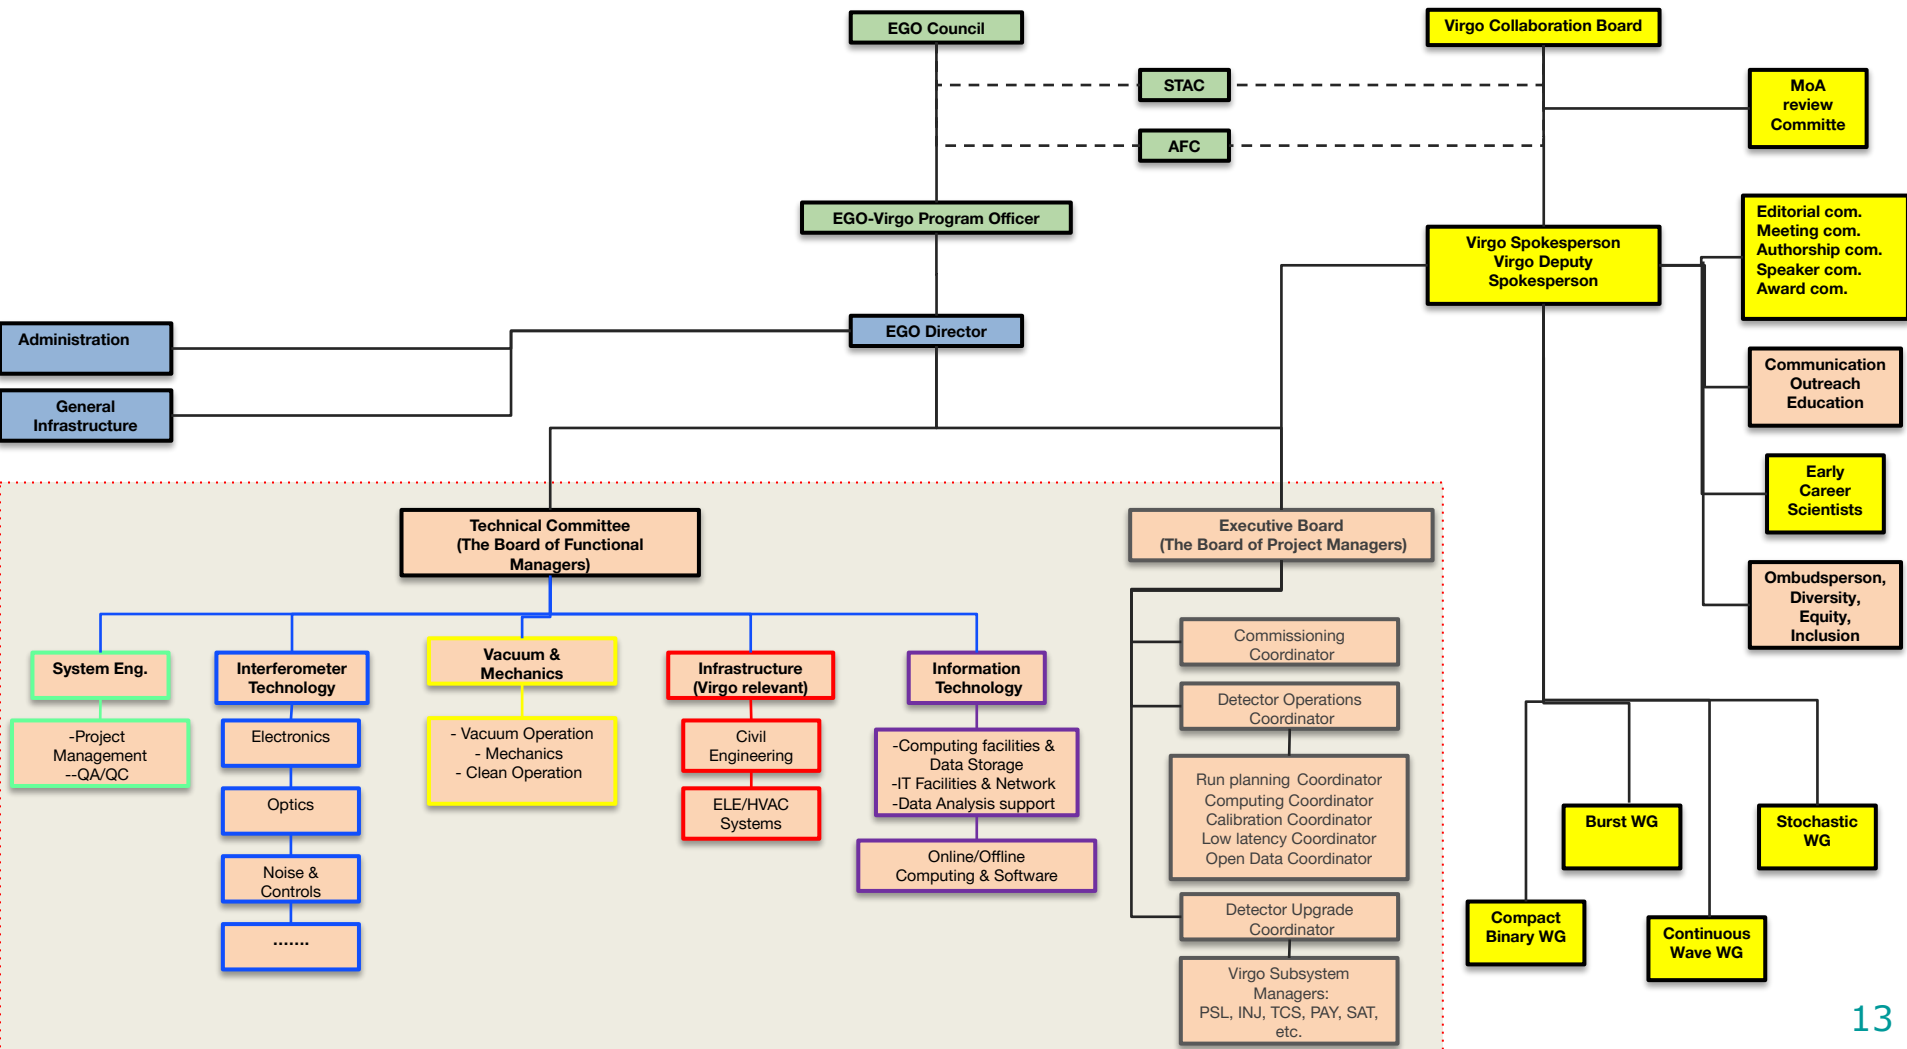 EGO Council
Virgo Collaboration Board
STAC
MoA
review
Committe
AFC
EGO-Virgo Program Officer
Editorial com.
Meeting com.
Authorship com.
Speaker com.
Award com.
Virgo Spokesperson
Virgo Deputy
Spokesperson
Administration
EGO Director
General
Infrastructure
Communication
Outreach
Education
Early
Career
Scientists
Technical Committee
(The Board of Functional
Managers)
Executive Board
(The Board of Project Managers)
Ombudsperson,
Diversity,
Equity,
Inclusion
System Eng.
Interferometer
Technology
Vacuum &
Mechanics
Infrastructure
(Virgo relevant)
Information
Technology
Commissioning
Coordinator
-Project
Management
--QA/QC
Electronics
Optics
Noise &
Controls
.......
- Vacuum Operation
- Mechanics
- Clean Operation
Civil
Engineering
ELE/HVAC
Systems
-Computing facilities &
Data Storage
-IT Facilities & Network
-Data Analysis support
Online/Offline
Computing & Software
Detector Operations
Coordinator
Run planning Coordinator
Computing Coordinator
Calibration Coordinator
Low latency Coordinator
Open Data Coordinator
Detector Upgrade
Coordinator
Virgo Subsystem
Managers:
PSL, INJ, TCS, PAY, SAT,
etc.
Burst WG
Stochastic
WG
Compact
Binary WG
Continuous
Wave WG
13